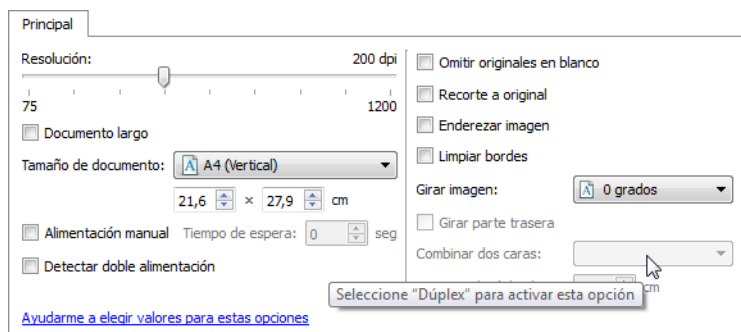 Principal
Resolución: 200 dpi
75 1200
Documento largo
Tamaño de documento: A4 (Vertical)
21,6 × 27,9 cm
Alimentación manual Tiempo de espera: 0 seg
Detectar doble alimentación
Ayudarme a elegir valores para estas opciones
Omitir originales en blanco
Recorte a original
Enderezar imagen
Limpiar bordes
Girar imagen: 0 grados
Girar parte trasera
Combinar dos caras:
cm
Seleccione "Dúplex" para activar esta opción